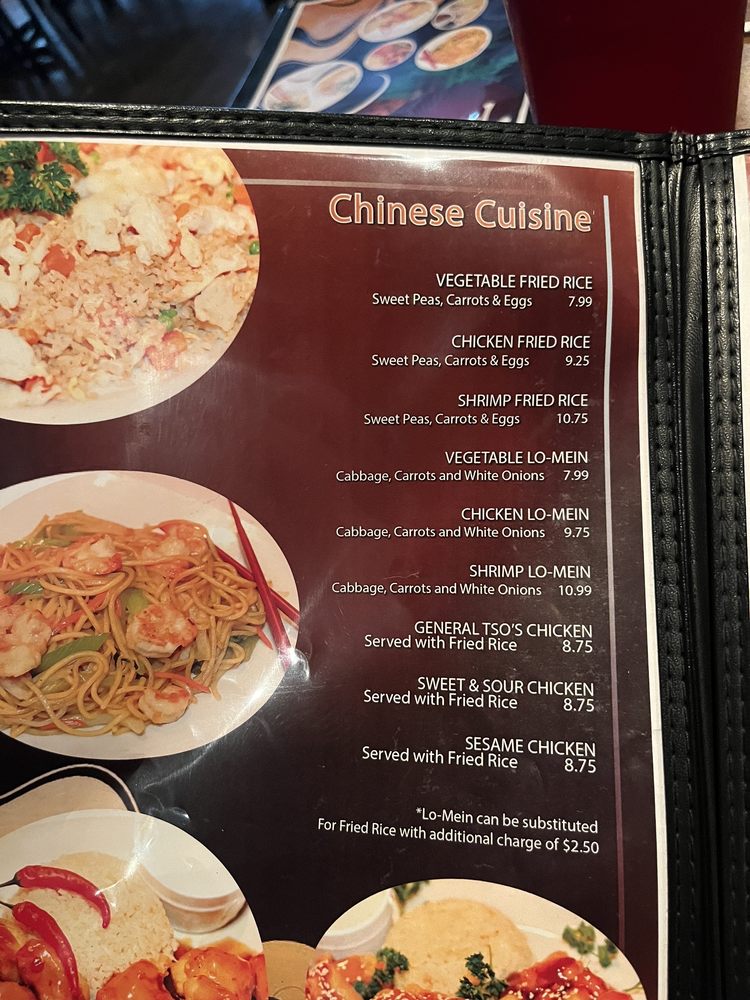 Chinese Cuisine
VEGETABLE FRIED RICE
Sweet Peas, Carrots & Eggs 7.99
CHICKEN FRIED RICE
Sweet Peas, Carrots & Eggs 9.25
SHRIMP FRIED RICE
Sweet Peas, Carrots & Eggs 10.75
VEGETABLE LO-MEIN
Cabbage, Carrots and White Onions 7.99
CHICKEN LO-MEIN
Cabbage, Carrots and White Onions 9.75
SHRIMP LO-MEIN
Cabbage, Carrots and White Onions 10.99
GENERAL TSO'S CHICKEN
Served with Fried Rice 8.75
SWEET & SOUR CHICKEN
Served with Fried Rice 8.75
SESAME CHICKEN
Served with Fried Rice 8.75
*Lo-Mein can be substituted
For Fried Rice with additional charge of $2.50